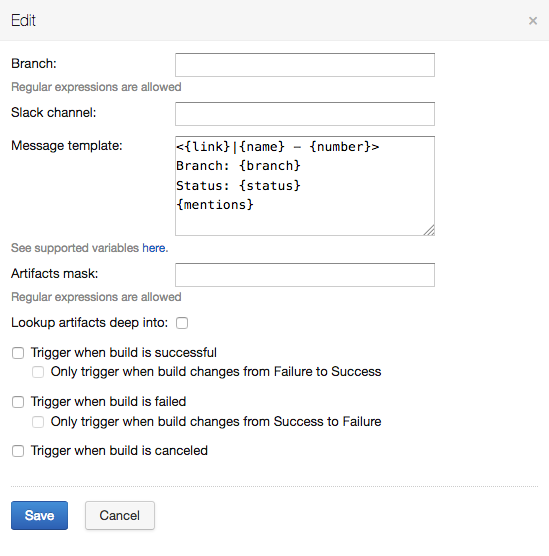 Edit
×
Branch:
Regular expressions are allowed
Slack channel:
Message template:
<{link}|{name} - {number}>
Branch: {branch}
Status: {status}
{mentions}
See supported variables here.
Artifacts mask:
Regular expressions are allowed
Lookup artifacts deep into:
Trigger when build is successful
Only trigger when build changes from Failure to Success
Trigger when build is failed
Only trigger when build changes from Success to Failure
Trigger when build is canceled
Save Cancel